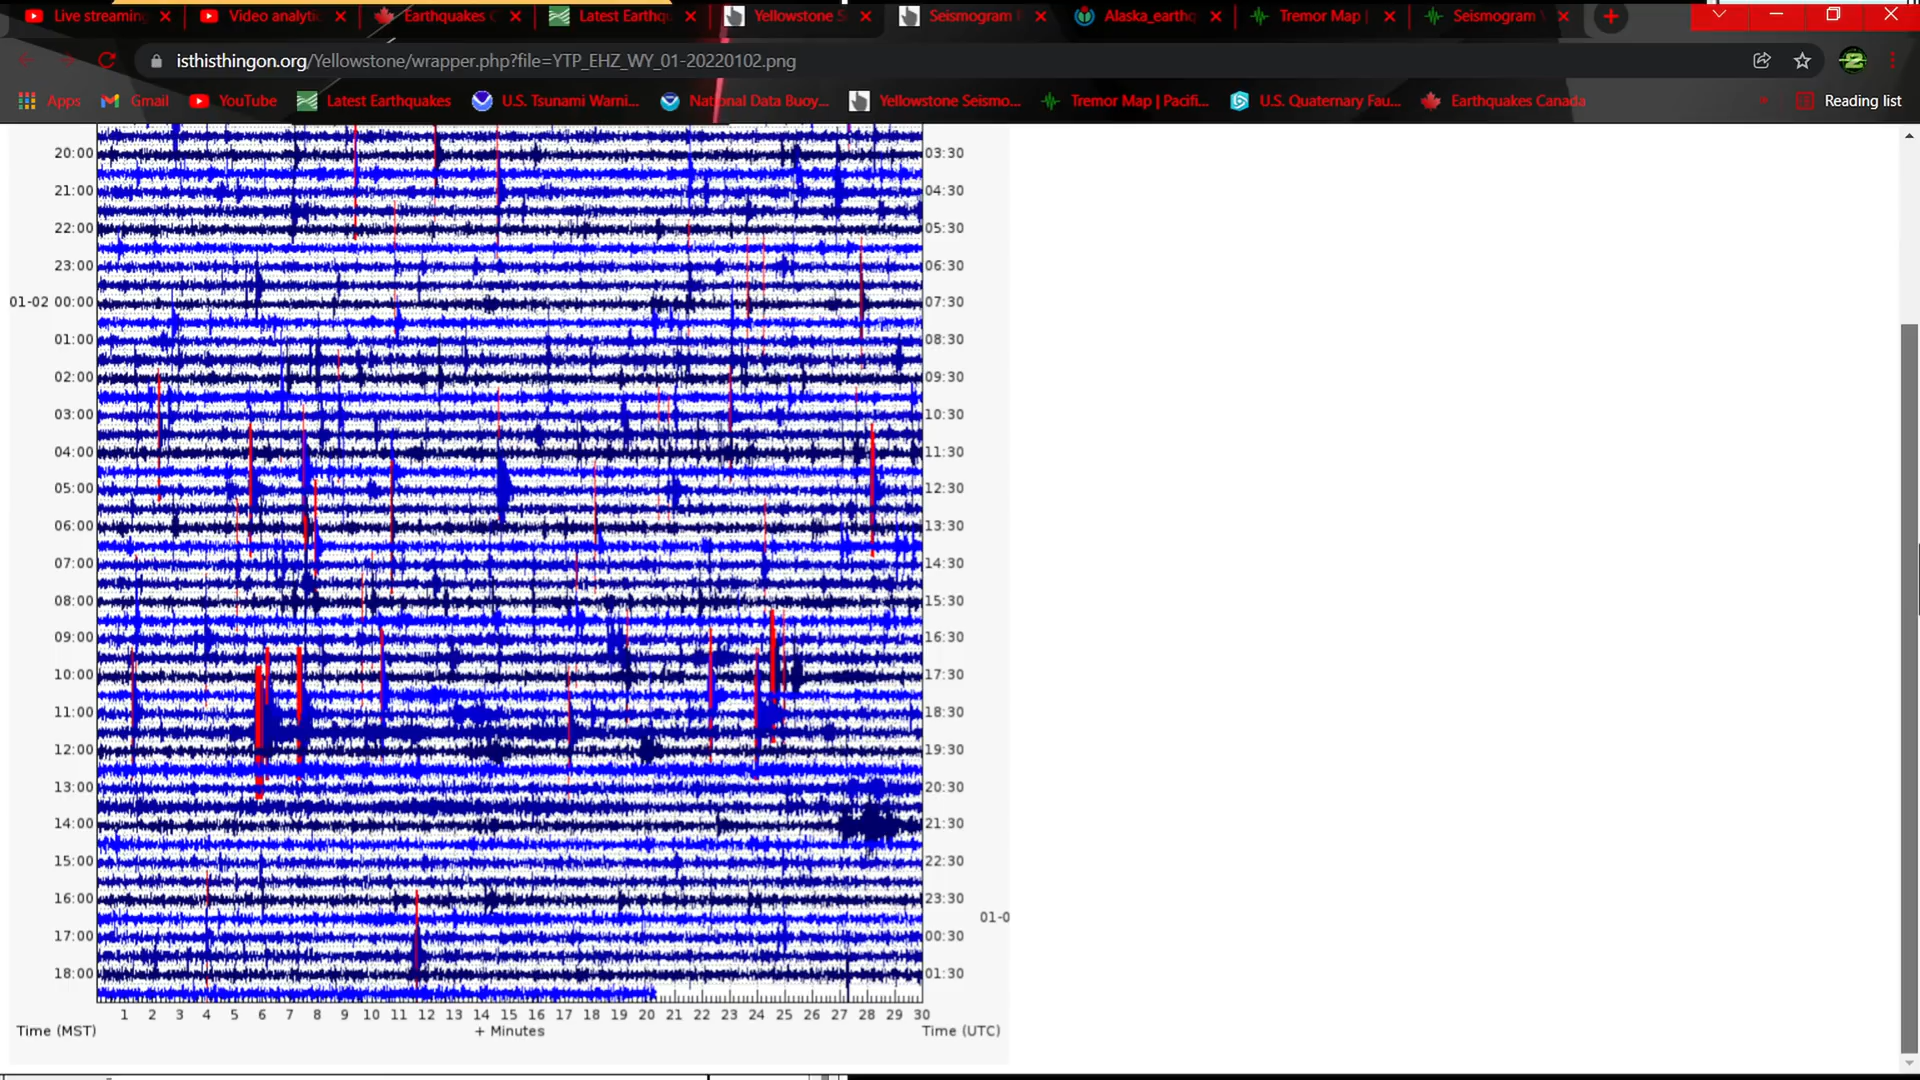 Live streaming
Video analytic
Earthquakes C
Latest Earthqu
Yellowstone S
Seismogram
Alaska_earthq
Tremor Map |
Seismogram
isthisthingon.org/Yellowstone/wrapper.php?file=YTP_EHZ_WY_01-20220102.png
Apps
Gmail
YouTube
Latest Earthquakes
U.S. Tsunami Warni...
National Data Buoy...
Yellowstone Seismo...
Tremor Map | Pacifi...
U.S. Quaternary Fau...
Earthquakes Canada
Reading list
20:00 03:30
21:00 04:30
22:00 05:30
23:00 06:30
01-02 00:00 07:30
01:00 08:30
02:00 09:30
03:00 10:30
04:00 11:30
05:00 12:30
06:00 13:30
07:00 14:30
08:00 15:30
09:00 16:30
10:00 17:30
11:00 18:30
12:00 19:30
13:00 20:30
14:00 21:30
15:00 22:30
16:00 23:30
01-0
17:00 00:30
18:00 01:30
1 2 3 4 5 6 7 8 9 10 11 12 13 14 15 16 17 18 19 20 21 22 23 24 25 26 27 28 29 30
Time (MST) + Minutes Time (UTC)